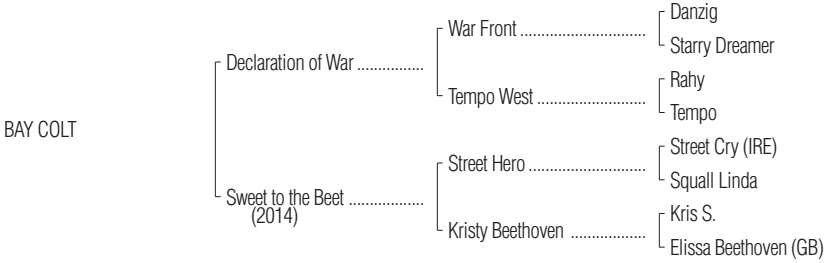 Danzig
War Front ..............................
Starry Dreamer
Declaration of War ................
Rahy
Tempo West ..........................
Tempo
BAY COLT
Street Cry (IRE)
Street Hero ............................
Squall Linda
Sweet to the Beet ..................
(2014)
Kris S.
Kristy Beethoven ..................
Elissa Beethoven (GB)